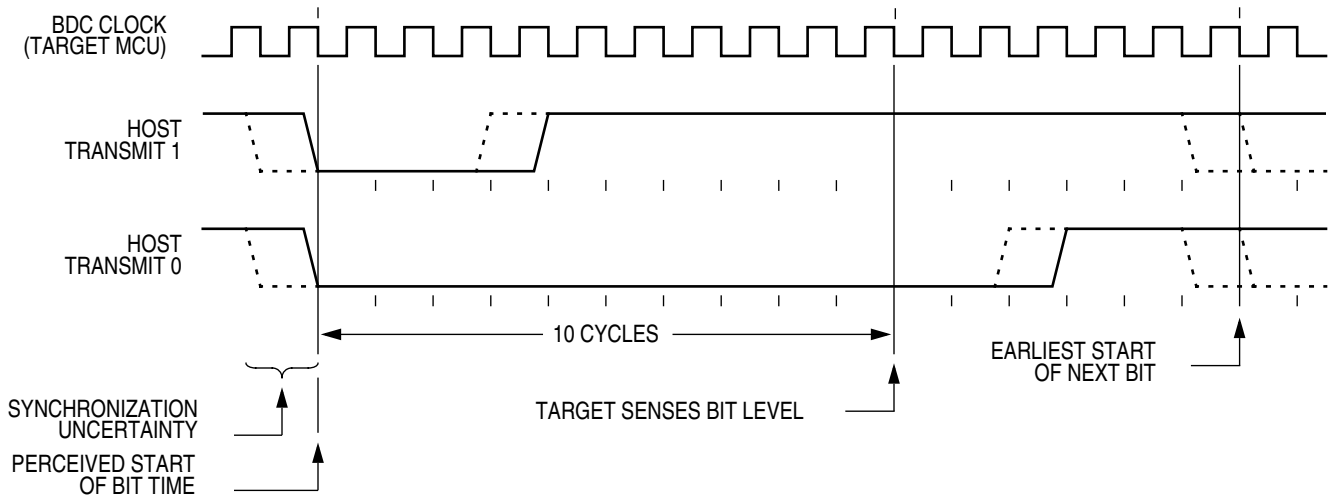 BDC CLOCK
(TARGET MCU)
HOST
TRANSMIT 1
HOST
TRANSMIT 0
10 CYCLES
EARLIEST START
OF NEXT BIT
SYNCHRONIZATION
UNCERTAINTY
TARGET SENSES BIT LEVEL
PERCEIVED START
OF BIT TIME